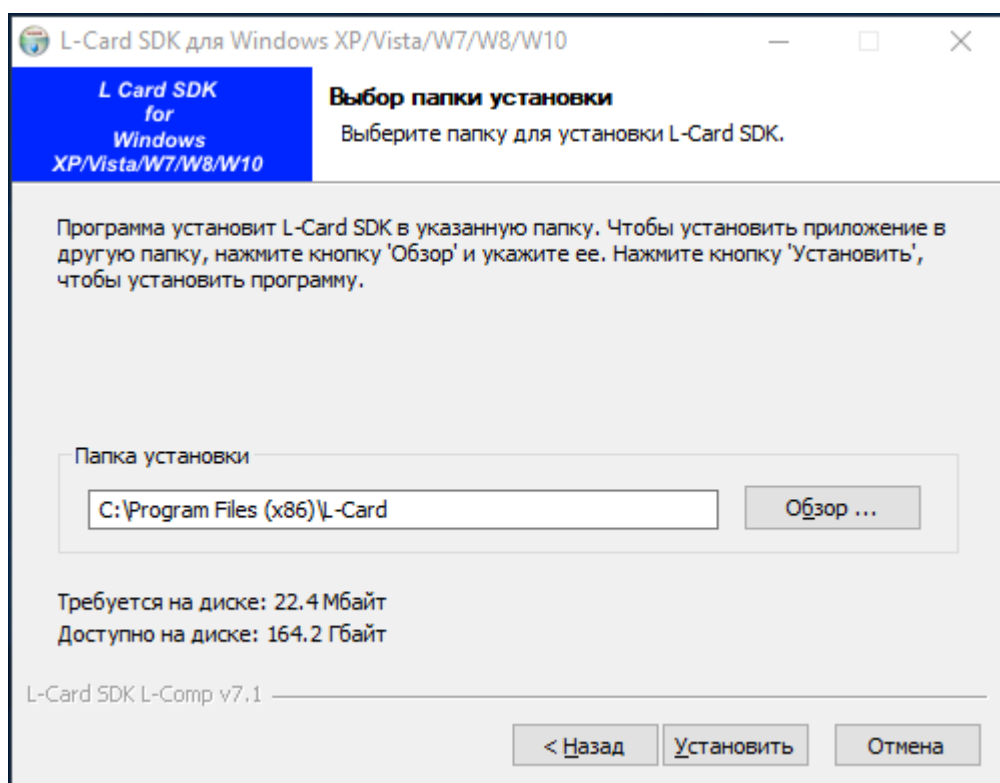 L-Card SDK для Windows XP/Vista/W7/W8/W10
L Card SDK
for
Windows
XP/Vista/W7/W8/W10
Выбор папки установки
Выберите папку для установки L-Card SDK.
Программа установит L-Card SDK в указанную папку. Чтобы установить приложение в
другую папку, нажмите кнопку 'Обзор' и укажите ее. Нажмите кнопку 'Установить',
чтобы установить программу.
Папка установки
C:\Program Files (x86)\L-Card
Обзор ...
Требуется на диске: 22.4 Мбайт
Доступно на диске: 164.2 Гбайт
L-Card SDK L-Comp v7.1
< Назад
Установить
Отмена